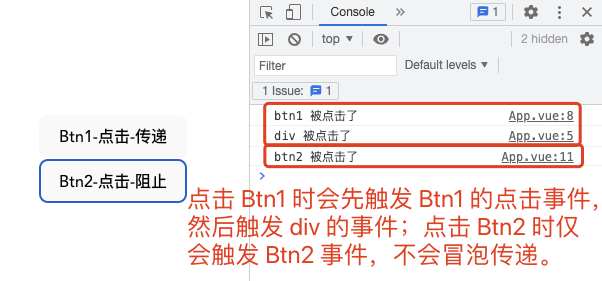 Console
1
top
2 hidden
Filter
Default levels
1 Issue: 1
btn1 被点击了 App.vue:8
div 被点击了 App.vue:5
btn2 被点击了 App.vue:11
Btn1-点击-传递
Btn2-点击-阻止
点击 Btn1 时会先触发 Btn1 的点击事件，
然后触发 div 的事件；点击 Btn2 时仅
会触发 Btn2 事件，不会冒泡传递。